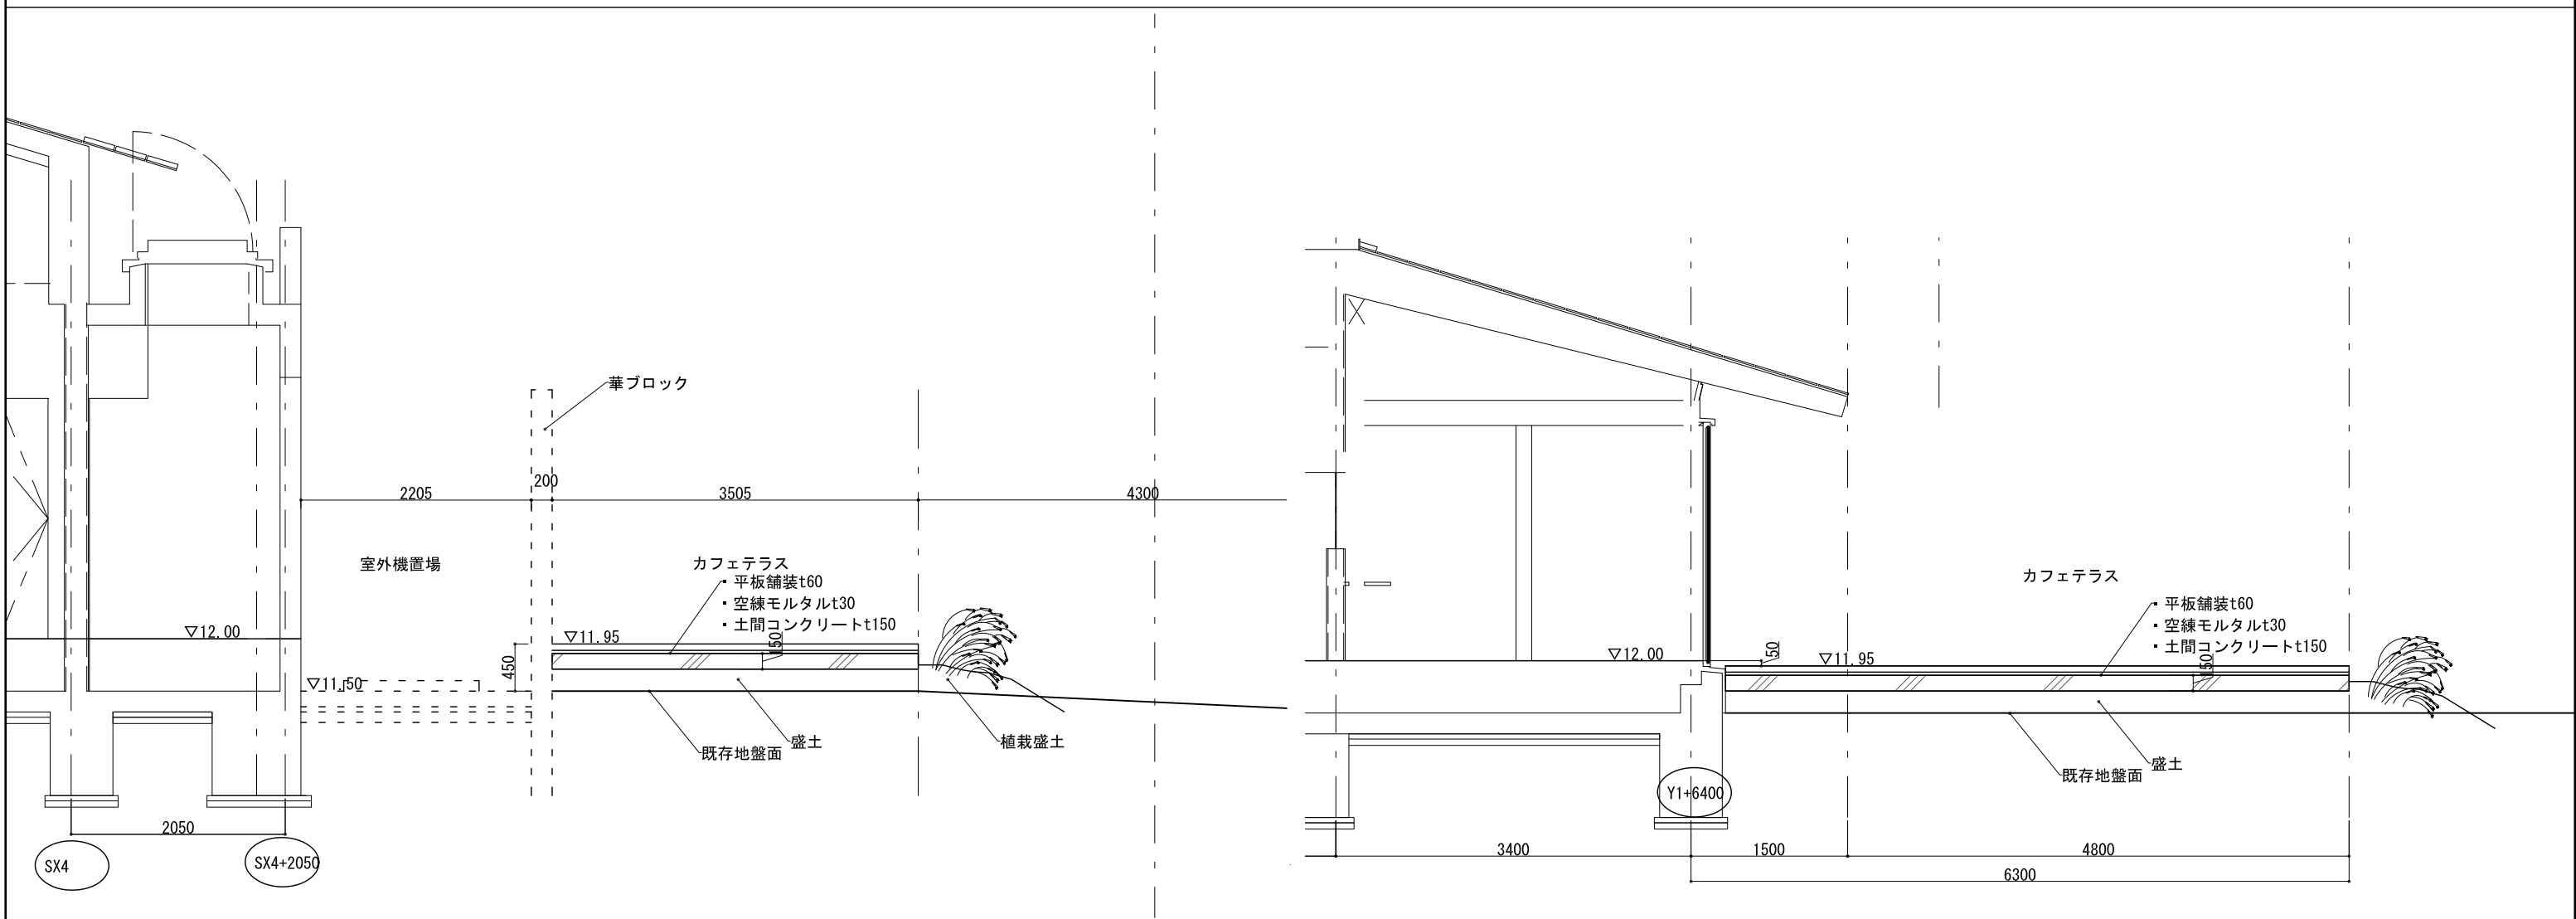 華ブロック
2205
200
3505
4300
室外機置場
カフェテラス
・平板舗装t60
・空練モルタルt30
・土間コンクリートt150
150
▽12.00
▽11.95
450
▽11.50
既存地盤面
盛土
植栽盛土
2050
SX4
SX4+2050
カフェテラス
・平板舗装t60
・空練モルタルt30
・土間コンクリートt150
150
▽12.00
50
▽11.95
既存地盤面
盛土
Y1+6400
3400
1500
4800
6300